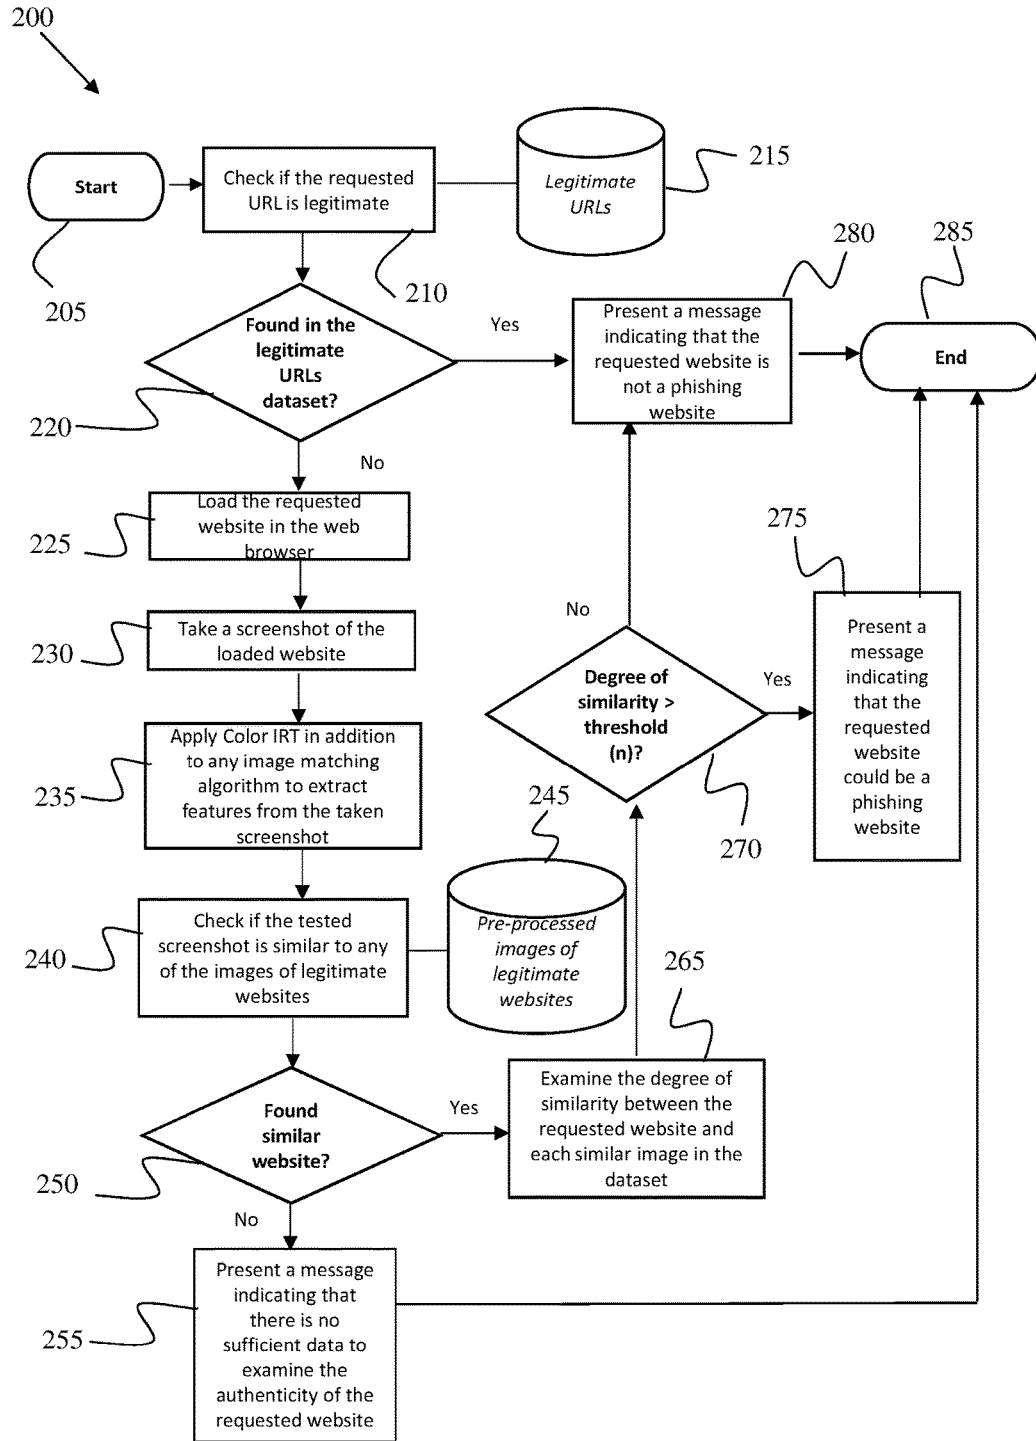 200
Start
Check if the requested
URL is legitimate
Legitimate
URLs
215
205
210
280
285
Found in the
legitimate
URLs
dataset?
Yes
Present a message
indicating that the
requested website is
not a phishing
website
End
220
No
Load the requested
website in the web
browser
225
275
Take a screenshot of the
loaded website
230
No
Degree of
similarity >
threshold
(n)?
Yes
Present a
message
indicating
that the
requested
website
could be a
phishing
website
Apply Color IRT in addition
to any image matching
algorithm to extract
features from the taken
screenshot
235
245
270
Check if the tested
screenshot is similar to any
of the images of legitimate
websites
Pre-processed
images of
legitimate
websites
240
265
Found
similar
website?
Yes
Examine the degree of
similarity between the
requested website and
each similar image in the
dataset
250
No
Present a message
indicating that
there is no
sufficient data to
examine the
authenticity of the
requested website
255